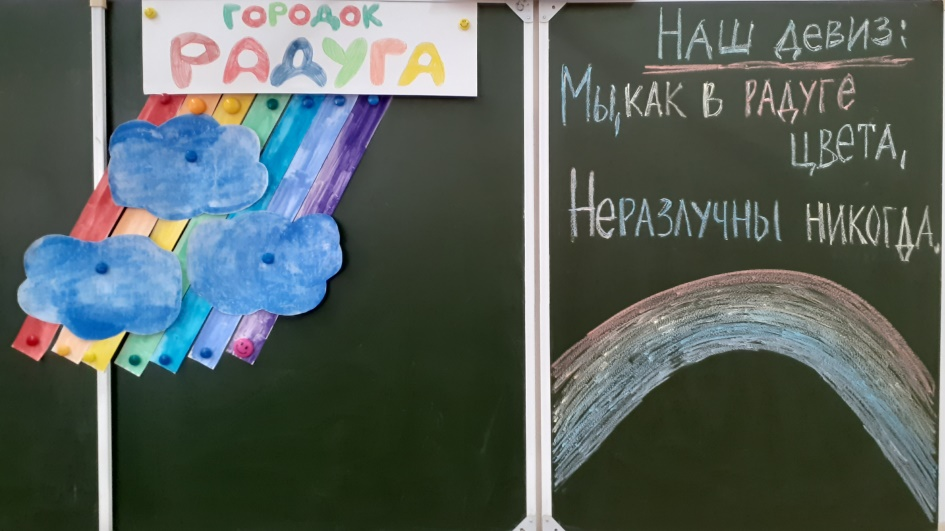 ГОРОДОК
РАДУГА
НАШ ДЕВИЗ:
МЫ, КАК В РАДУГЕ
ЦВЕТА,
НЕРАЗЛУЧНЫ НИКОГДА.